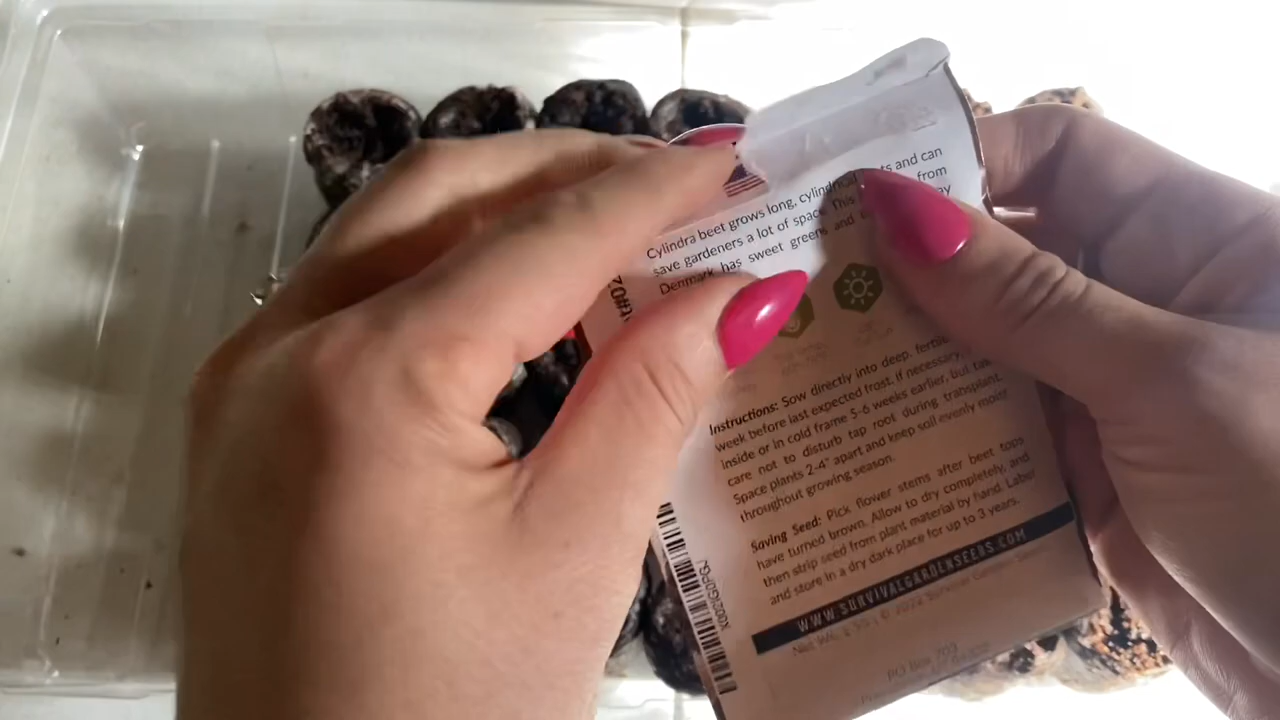 Cylindra beet grows long, cylindrical and can
save gardeners a lot of space. This from
Denmark has sweet greens and
Instructions: Sow directly into deep, fertile
week before last expected frost. If necessary,
inside or in cold frame 5-6 weeks earlier, but
care not to disturb tap root during transplant.
Space plants 2-4" apart and keep soil evenly moist
throughout growing season.
Saving Seed: Pick flower stems after beet tops
have turned brown. Allow to dry completely, and
then strip seed from plant material by hand. Label
and store in a dry dark place for up to 3 years.
WWW.SURVIVALGARDENSEEDS.COM
PO Box 703